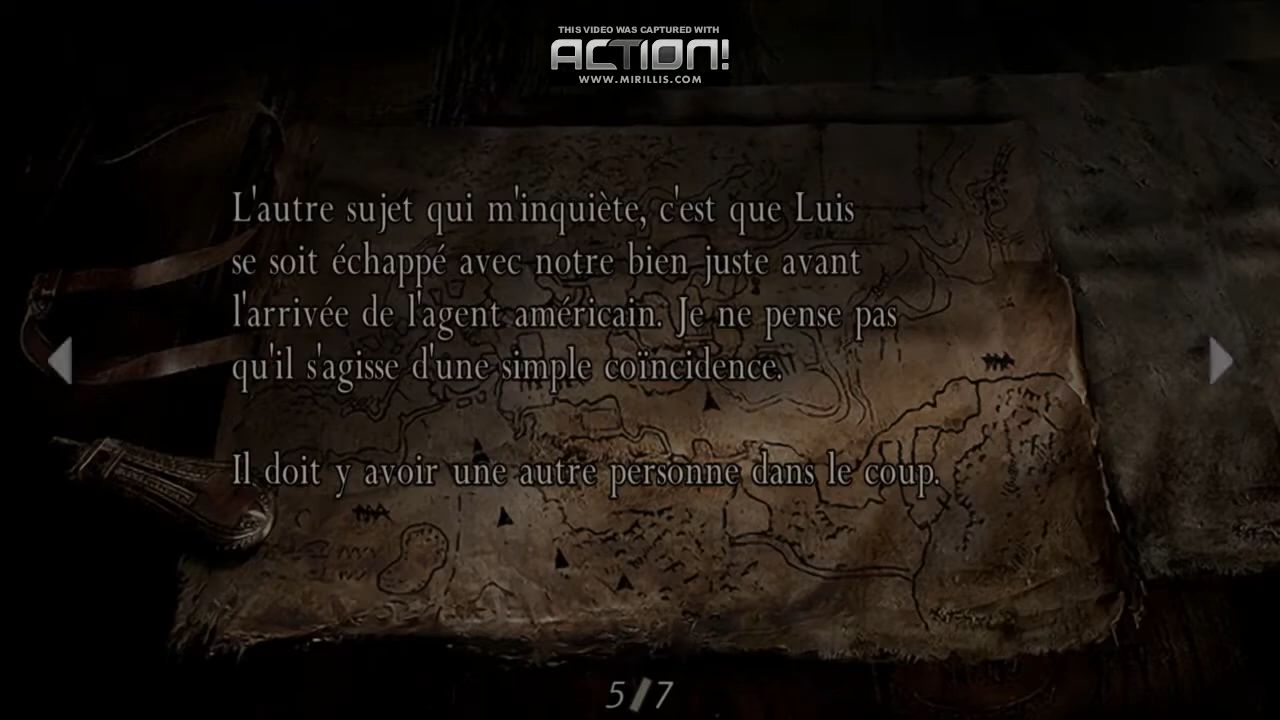 THIS VIDEO WAS CAPTURED WITH
ACTION!
WWW.MIRILLIS.COM
L'autre sujet qui m'inquiète, c'est que Luis
se soit échappé avec notre bien juste avant
l'arrivée de l'agent américain. Je ne pense pas
qu'il s'agisse d'une simple coïncidence.
Il doit y avoir une autre personne dans le coup.
5/7